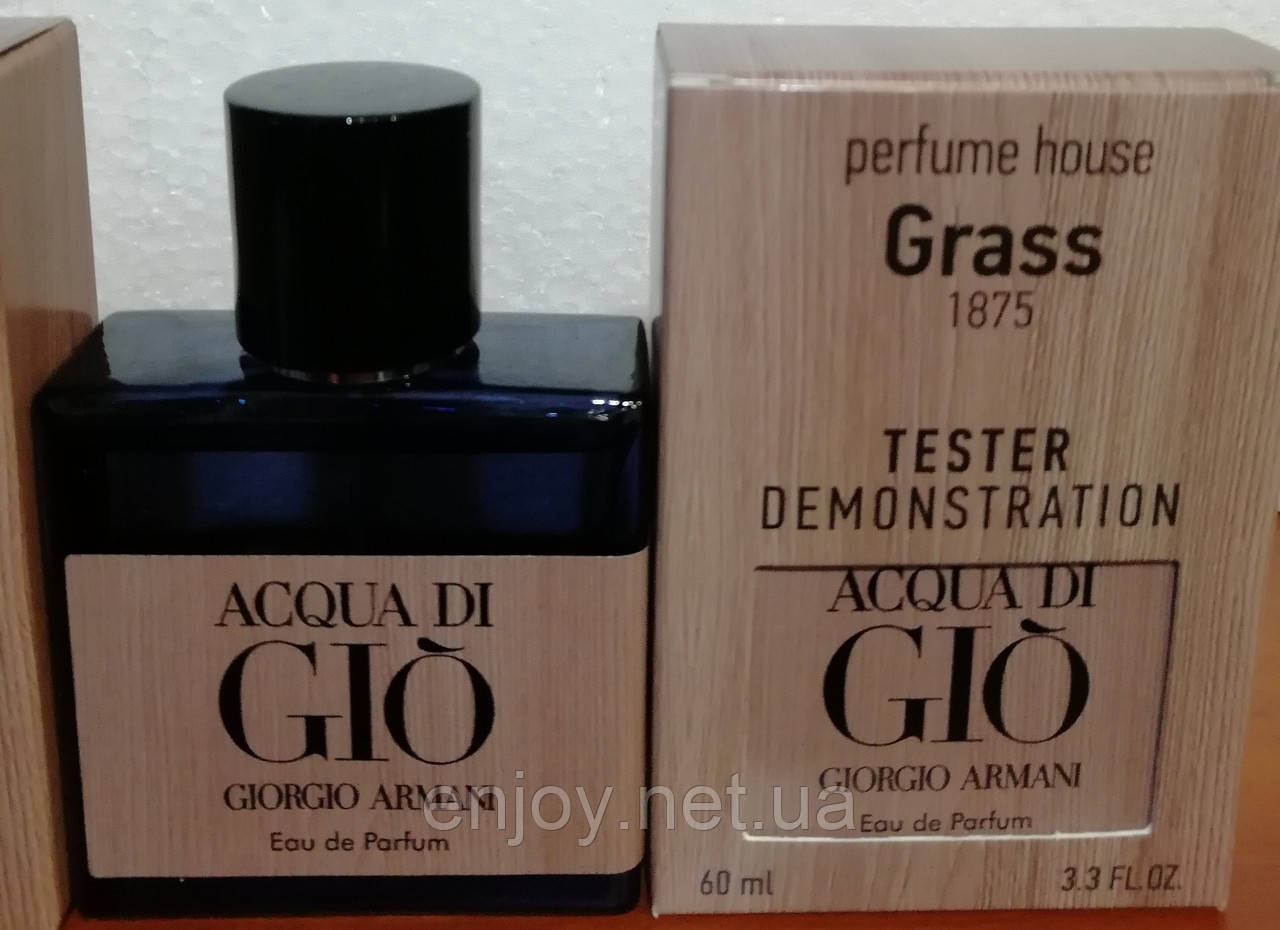 ACQUA DI
GIÒ
GIORGIO ARMANI
Eau de Parfum
perfume house
Grass
1875
TESTER
DEMONSTRATION
ACQUA DI
GIÒ
GIORGIO ARMANI
Eau de Parfum
60 ml
3.3 FL.OZ.
enjoy.net.ua